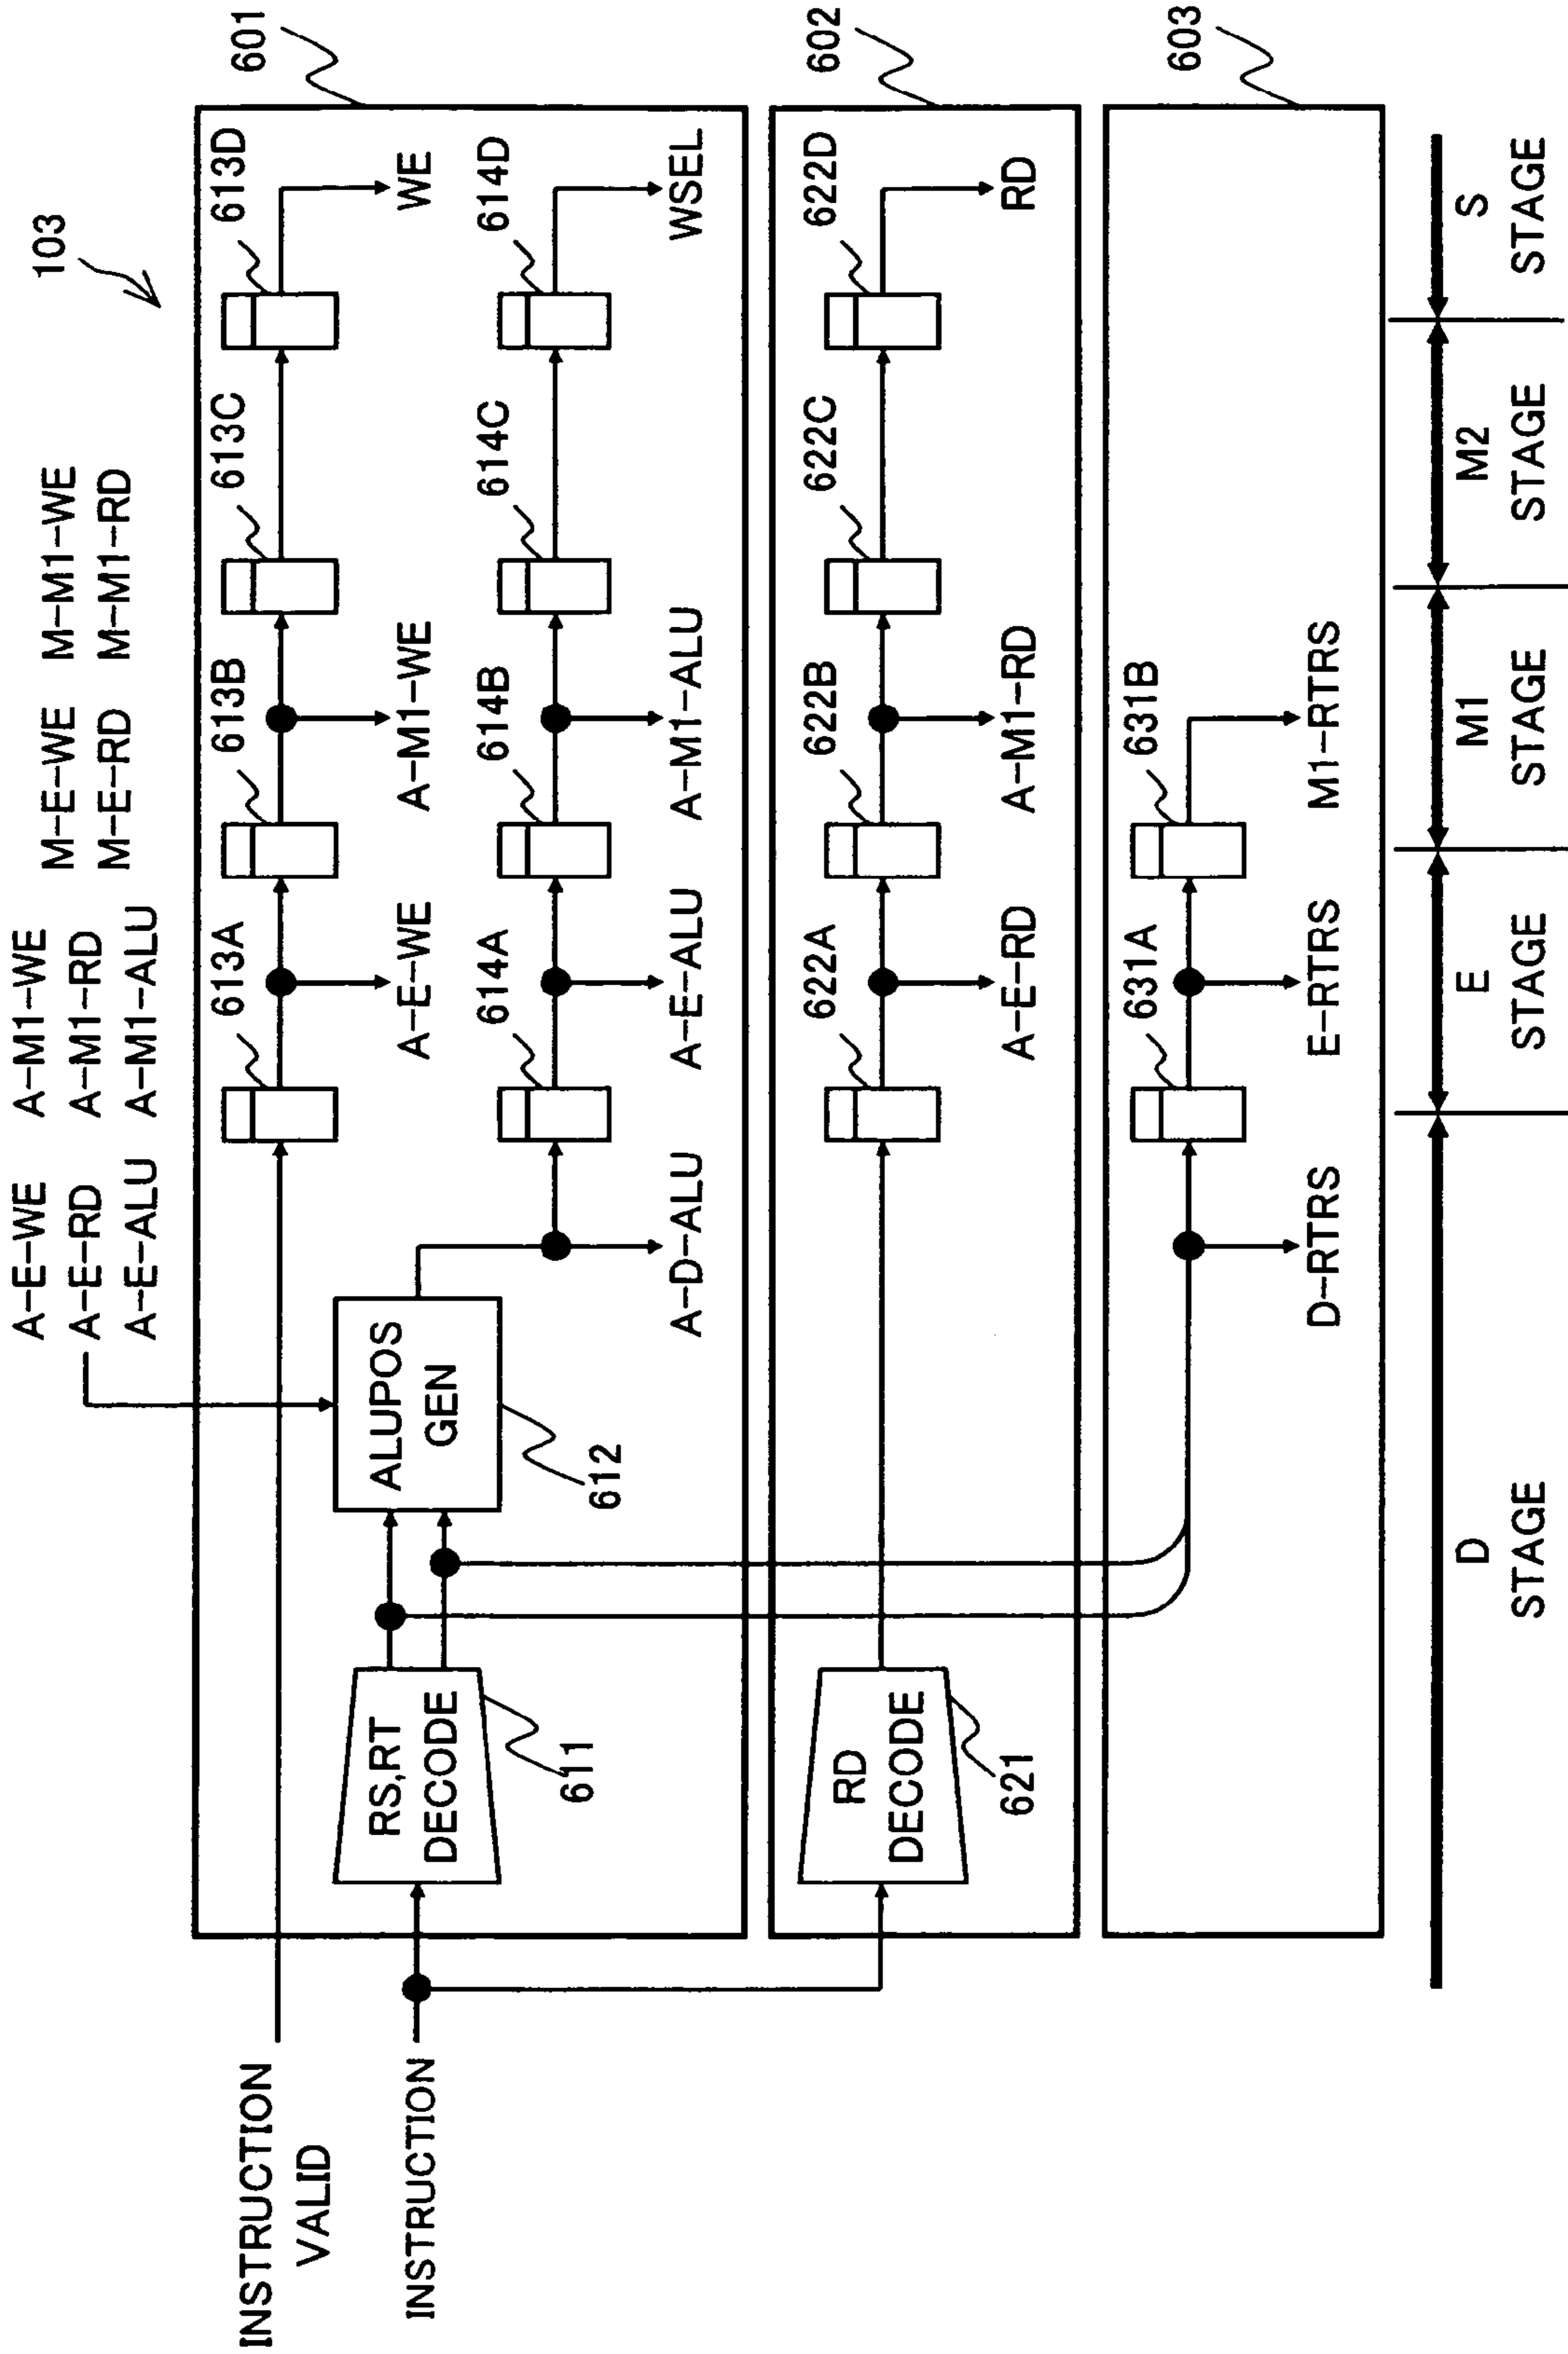 103
A-E-WE A-M1-WE M-E-WE M-M1-WE
A-E-RD A-M1-RD M-E-RD M-M1-RD
A-E-ALU A-M1-ALU
601
INSTRUCTION
VALID
613A 613B 613C 613D
A-E-WE A-M1-WE WE
INSTRUCTION
RS,RT
DECODE
611
ALUPOS
GEN
612
614A 614B 614C 614D
A-D-ALU A-E-ALU A-M1-ALU WSEL
602
RD
DECODE
621
622A 622B 622C 622D
A-E-RD A-M1-RD RD
603
631A 631B
D-RTRS E-RTRS M1-RTRS
D
STAGE
E
STAGE
M1
STAGE
M2
STAGE
S
STAGE